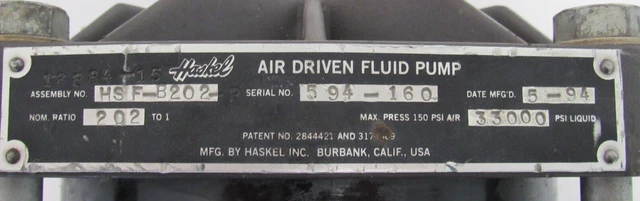 12284-15 Haskel AIR DRIVEN FLUID PUMP
ASSEMBLY NO. HSF-B202- SERIAL NO. 594-160 DATE MFG'D. 5-94
NOM. RATIO 202 TO 1 MAX. PRESS 150 PSI AIR 33000 PSI LIQUID
PATENT NO. 2844421 AND
MFG. BY HASKEL INC. BURBANK, CALIF., USA